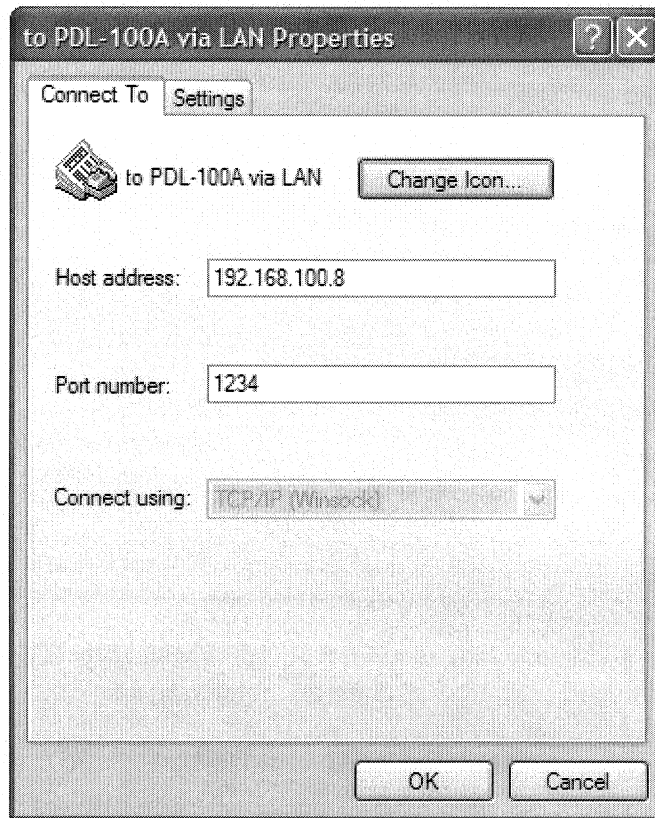 to PDL-100A via LAN Properties
Connect To
Settings
to PDL-100A via LAN
Change Icon...
Host address: 192.168.100.8
Port number: 1234
Connect using: TCP/IP (Winsock)
OK
Cancel